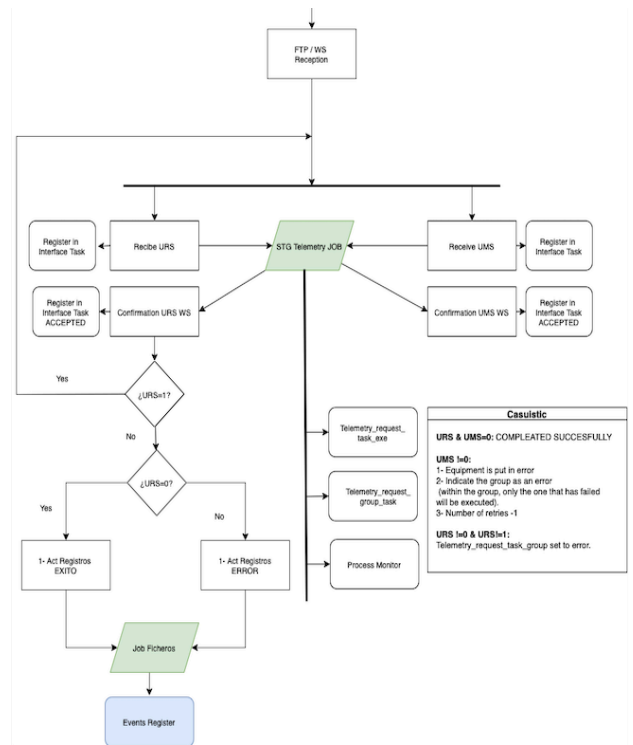 FTP / WS
Reception
Register in
Interface Task
Recibe URS
STG Telemetry JOB
Receive UMS
Register in
Interface Task
Register in
Interface Task
ACCEPTED
Confirmation URS WS
Confirmation UMS WS
Register in
Interface Task
ACCEPTED
Yes
¿URS=1?
No
¿URS=0?
Yes
No
1- Act Registros
EXITO
1- Act Registros
ERROR
Job Ficheros
Events Register
Telemetry_request_
task_exe
Telemetry_request_
group_task
Process Monitor
Casuistic
URS & UMS=0: COMPLEATED SUCCESFULLY
UMS !=0:
1- Equipment is put in error
2- Indicate the group as an error
(within the group, only the one that has failed
will be executed).
3- Number of retries -1
URS !=0 & URS!=1:
Telemetry_request_task_group set to error.